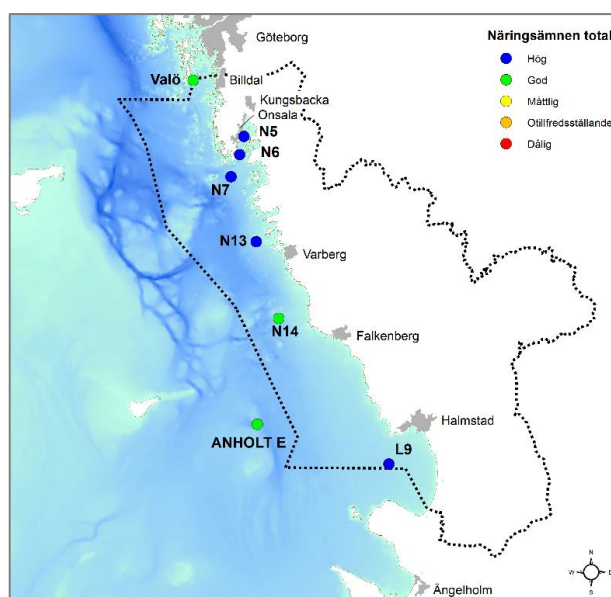 Näringsämnen total
Hög
God
Måttlig
Otillfredsställande
Dålig
Göteborg
Valö
Billdal
Kungsbacka
Onsala
N5
N6
N7
N13
Varberg
N14
Falkenberg
ANHOLT E
Halmstad
L9
Ängelholm
N
S